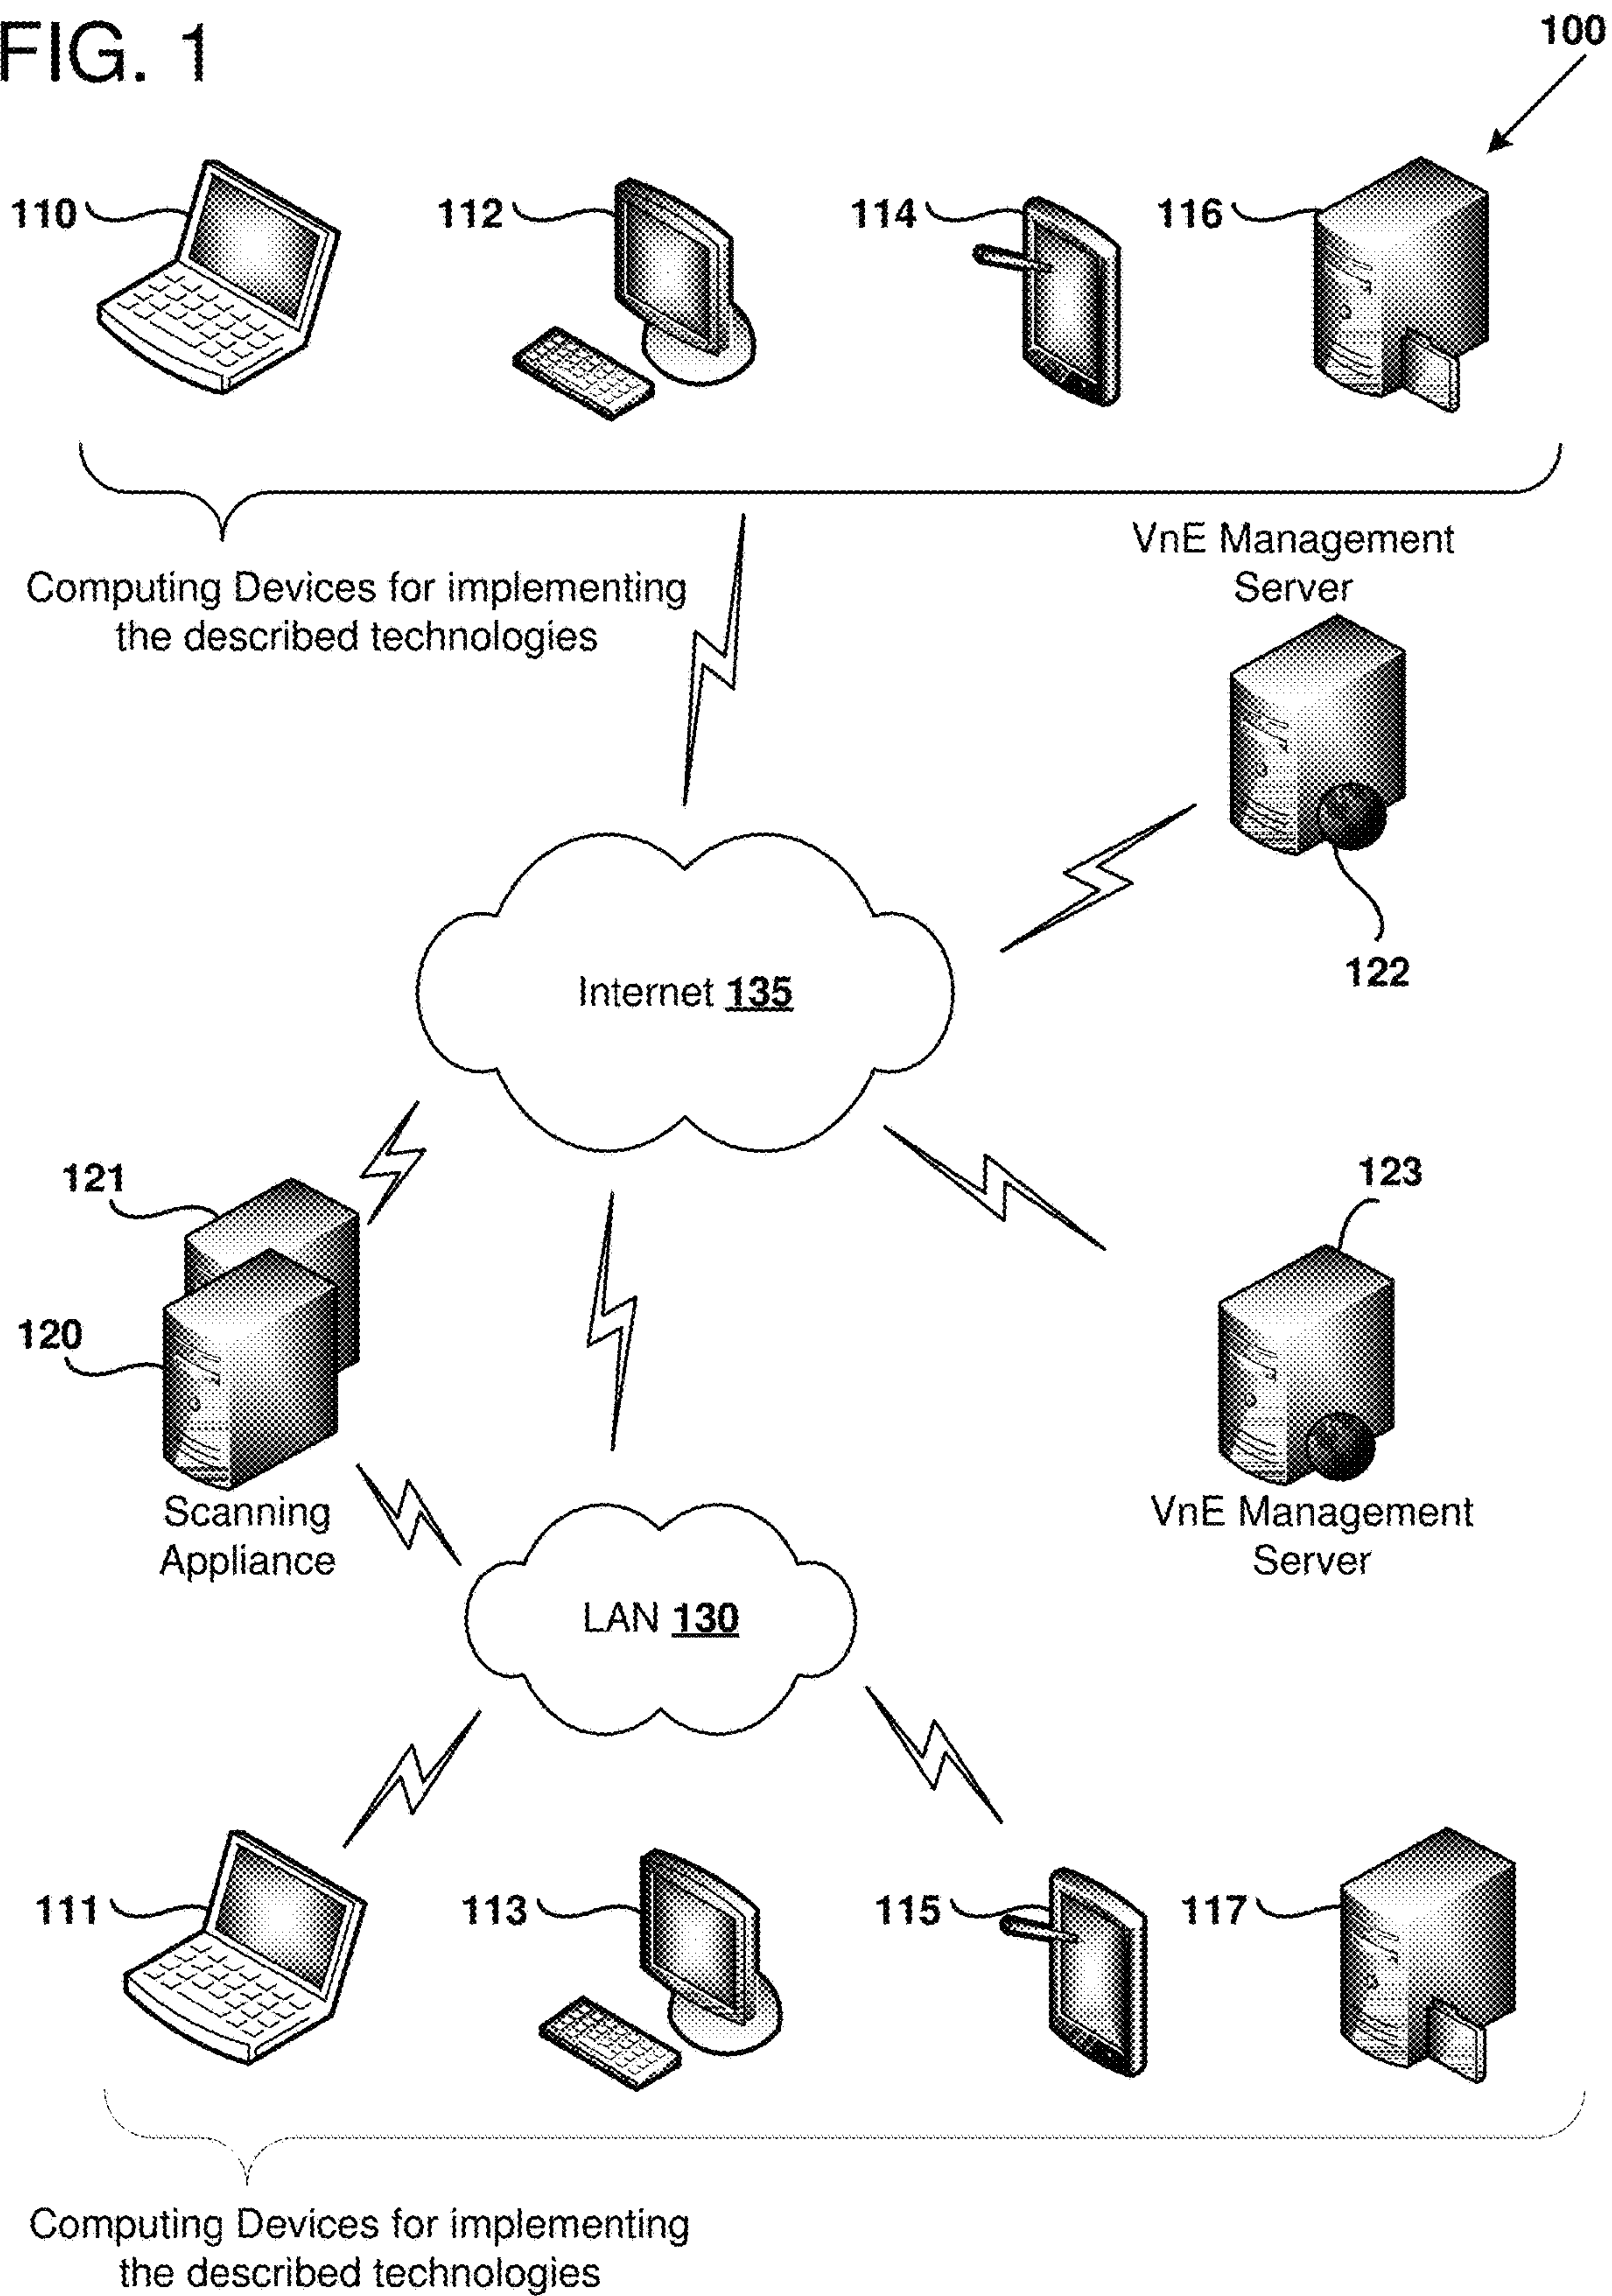 FIG. 1
100
110
112
114
116
Computing Devices for implementing
the described technologies
VnE Management
Server
122
Internet 135
121
123
120
Scanning
Appliance
VnE Management
Server
LAN 130
111
113
115
117
Computing Devices for implementing
the described technologies